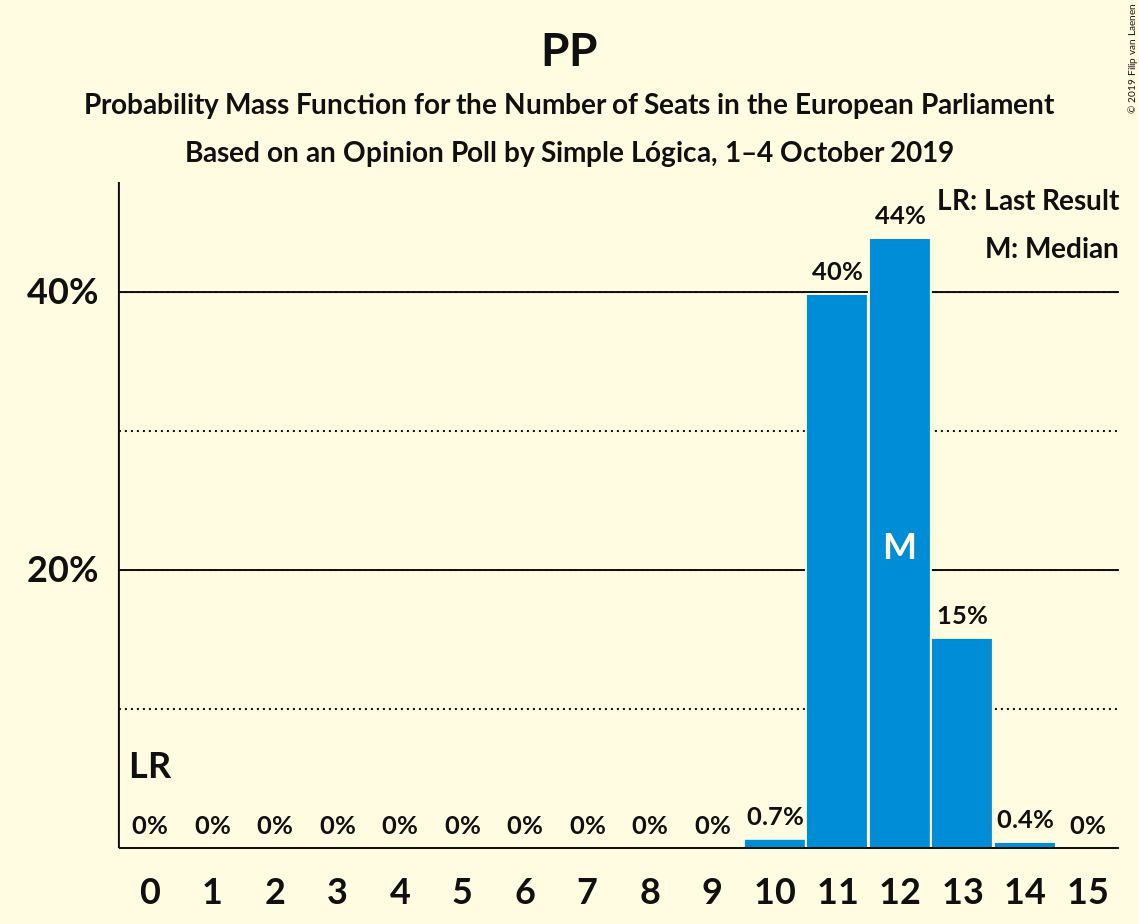 PP
Probability Mass Function for the Number of Seats in the European Parliament
Based on an Opinion Poll by Simple Lógica, 1–4 October 2019
© 2019 Filip van Laenen
LR: Last Result
M: Median
44%
40%
40%
M
20%
15%
LR
0% 0% 0% 0% 0% 0% 0% 0% 0% 0% 0.7% 0.4% 0%
0 1 2 3 4 5 6 7 8 9 10 11 12 13 14 15